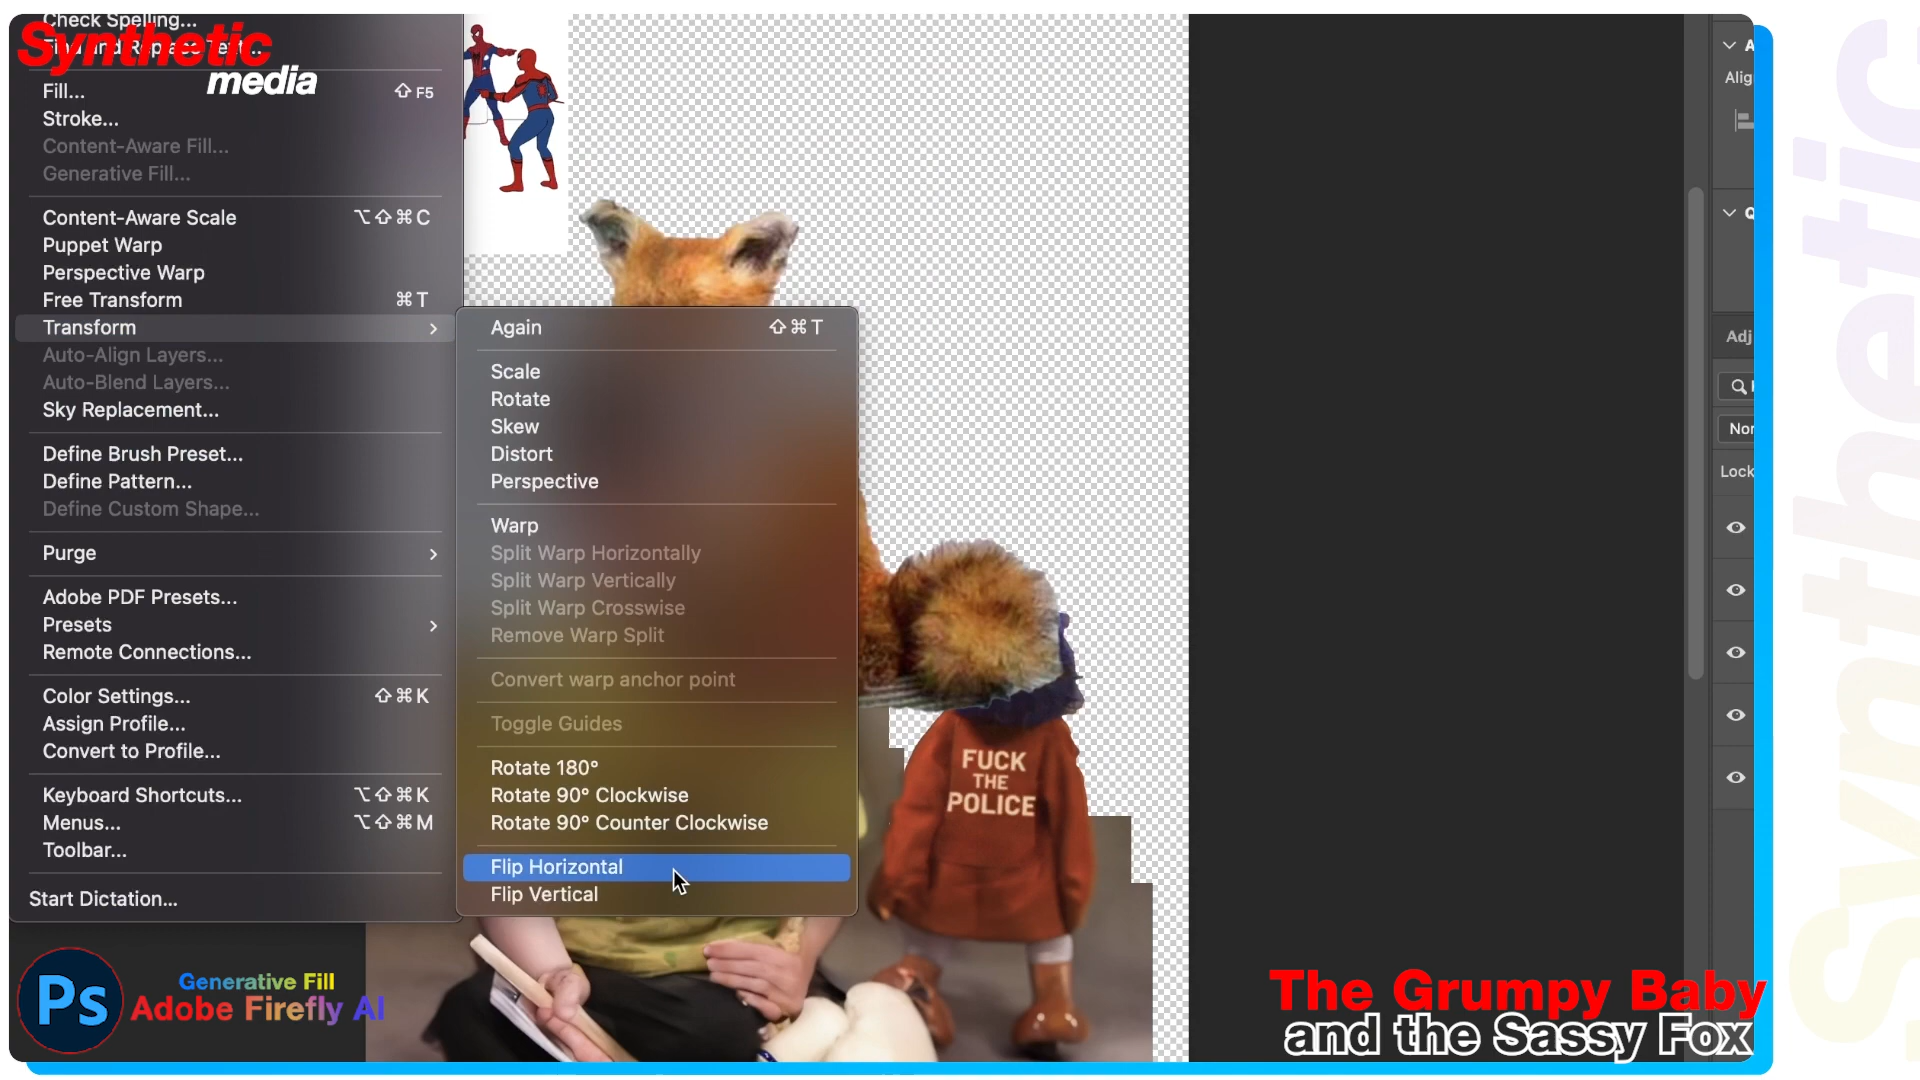 Check Spelling...
Find and Replace Text...
Synthetic
media
Fill... ⇧ F5
Stroke...
Content-Aware Fill...
Generative Fill...
Content-Aware Scale ⌥⇧⌘C
Puppet Warp
Perspective Warp
Free Transform ⌘T
Transform
Auto-Align Layers...
Auto-Blend Layers...
Sky Replacement...
Define Brush Preset...
Define Pattern...
Define Custom Shape...
Purge
Adobe PDF Presets...
Presets
Remote Connections...
Color Settings... ⇧⌘K
Assign Profile...
Convert to Profile...
Keyboard Shortcuts... ⌥⇧⌘K
Menus... ⌥⇧⌘M
Toolbar...
Start Dictation...
Again ⇧⌘T
Scale
Rotate
Skew
Distort
Perspective
Warp
Split Warp Horizontally
Split Warp Vertically
Split Warp Crosswise
Remove Warp Split
Convert warp anchor point
Toggle Guides
Rotate 180°
Rotate 90° Clockwise
Rotate 90° Counter Clockwise
Flip Horizontal
Flip Vertical
FUCK
THE
POLICE
A
Alig
Q
Adj
Nor
Lock
Ps
Generative Fill
Adobe Firefly AI
The Grumpy Baby
and the Sassy Fox
Synthetic